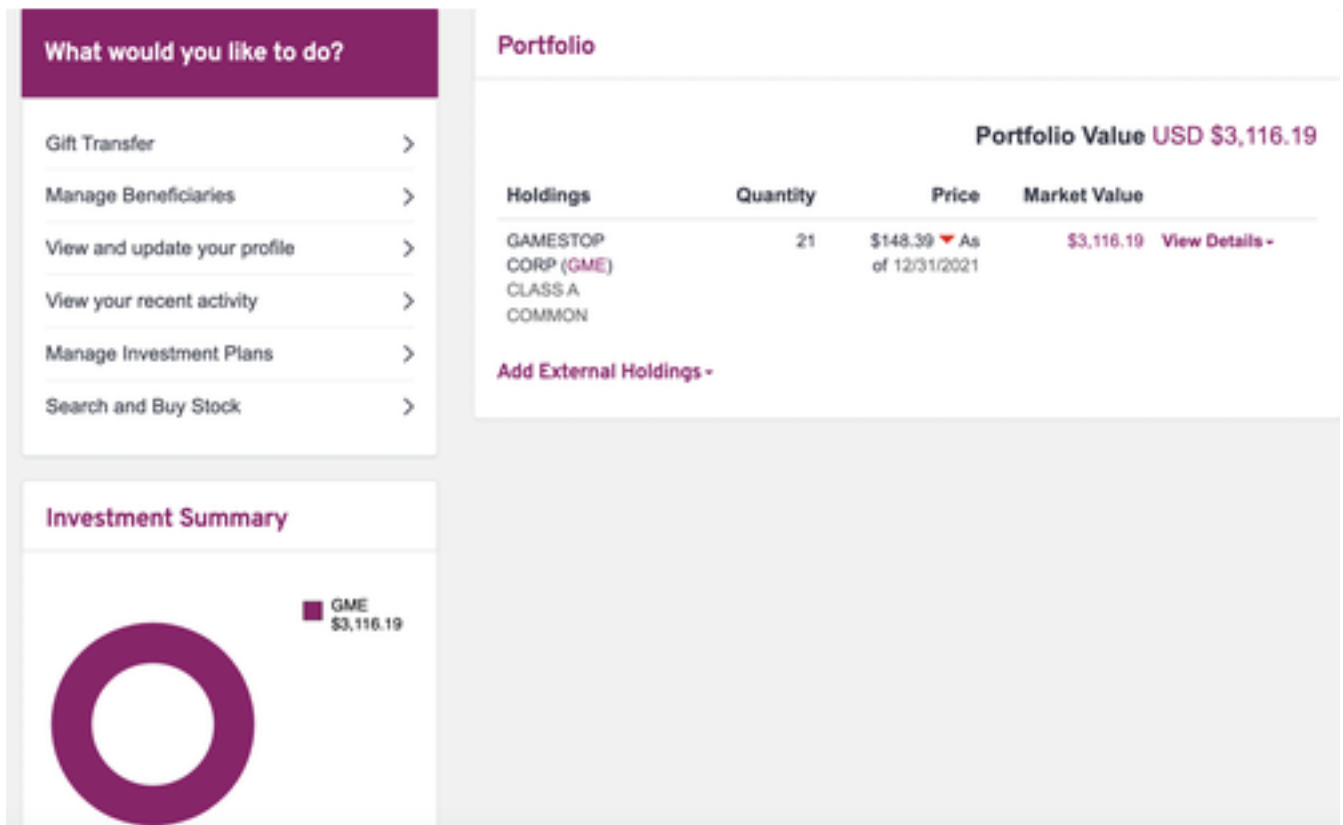 What would you like to do?
Gift Transfer
Manage Beneficiaries
View and update your profile
View your recent activity
Manage Investment Plans
Search and Buy Stock
Investment Summary
GME
$3,116.19
Portfolio
Portfolio Value USD $3,116.19
Holdings Quantity Price Market Value
GAMESTOP 21 $148.39 ▼ As $3,116.19 View Details
CORP (GME) of 12/31/2021
CLASS A
COMMON
Add External Holdings